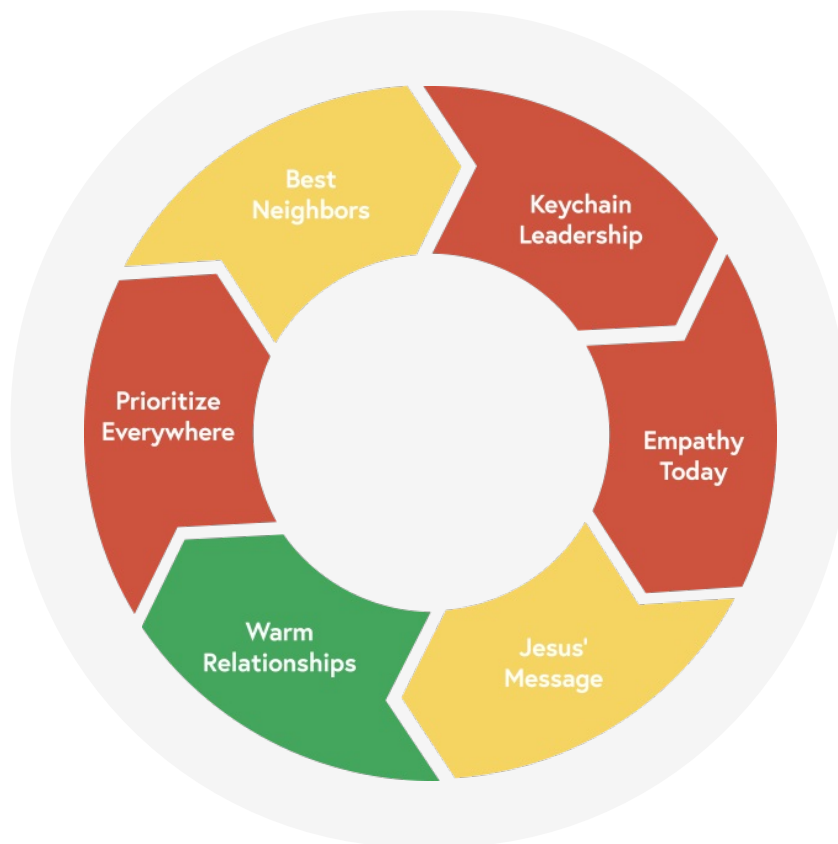 Best
Neighbors
Keychain
Leadership
Prioritize
Everywhere
Empathy
Today
Warm
Relationships
Jesus'
Message